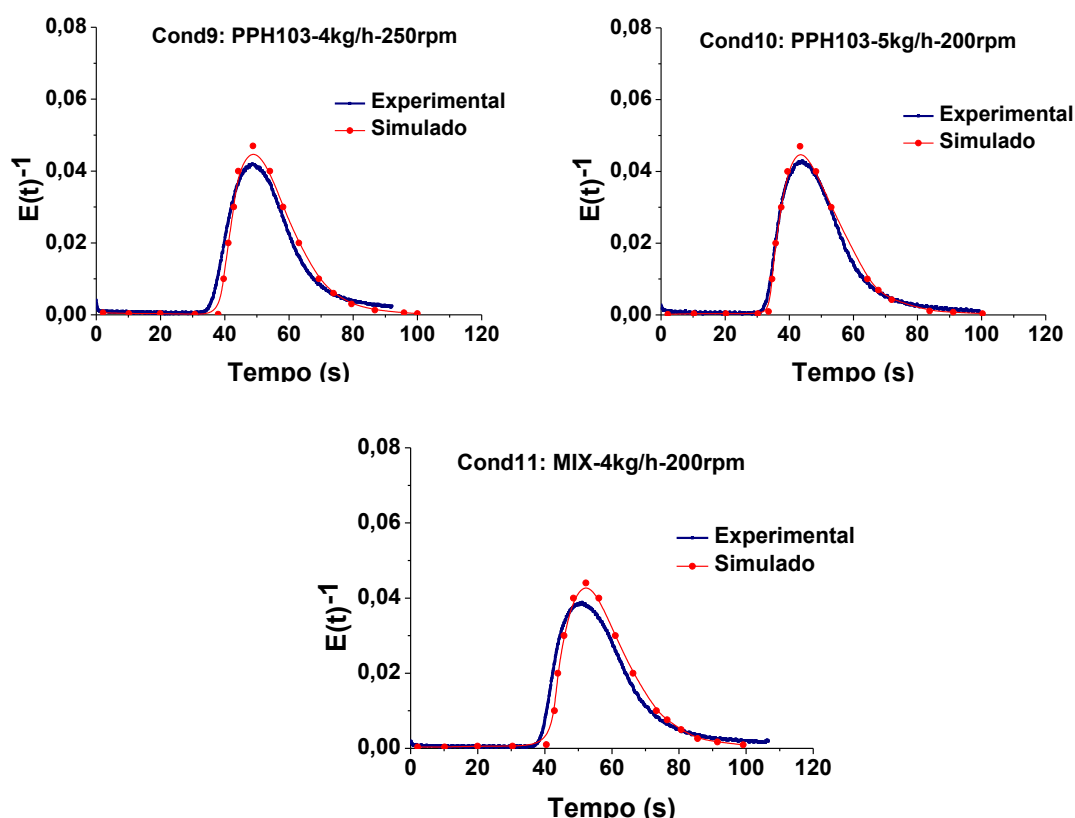 Cond9: PPH103-4kg/h-250rpm
0,08
0,06
0,04
0,02
0,00
E(t)-1
Experimental
Simulado
0 20 40 60 80 100 120
Tempo (s)
Cond10: PPH103-5kg/h-200rpm
0,08
0,06
0,04
0,02
0,00
E(t)-1
Experimental
Simulado
0 20 40 60 80 100 120
Tempo (s)
Cond11: MIX-4kg/h-200rpm
0,08
0,06
0,04
0,02
0,00
E(t)-1
Experimental
Simulado
0 20 40 60 80 100 120
Tempo (s)